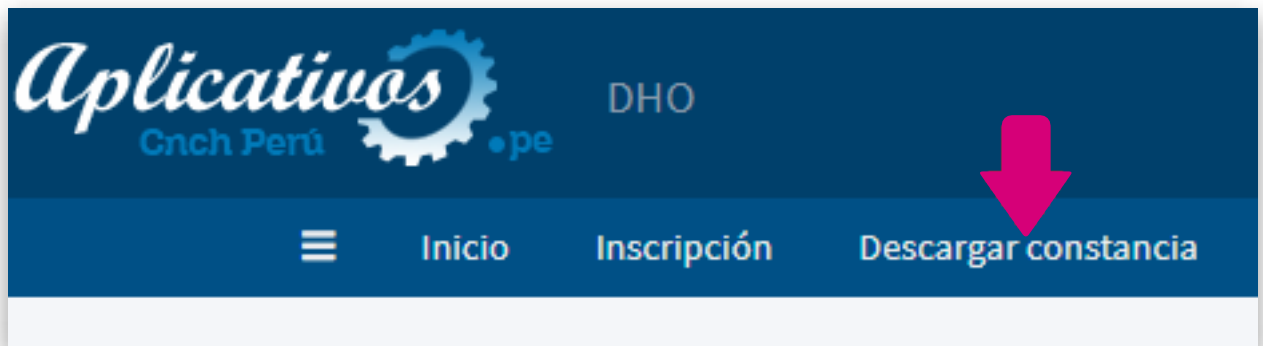 Aplicativos
Cnch Perú .pe
DHO
Inicio Inscripción Descargar constancia